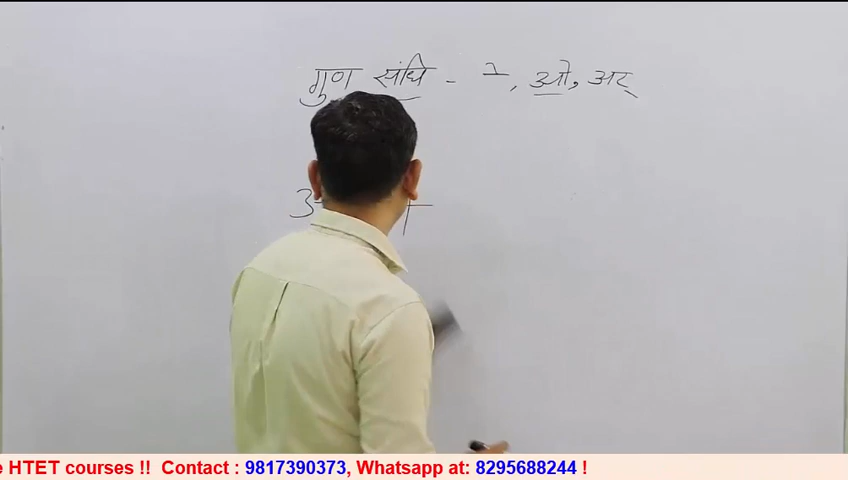 गुण संधि - , ओ, अर्
HTET courses !! Contact : 9817390373, Whatsapp at: 8295688244 !